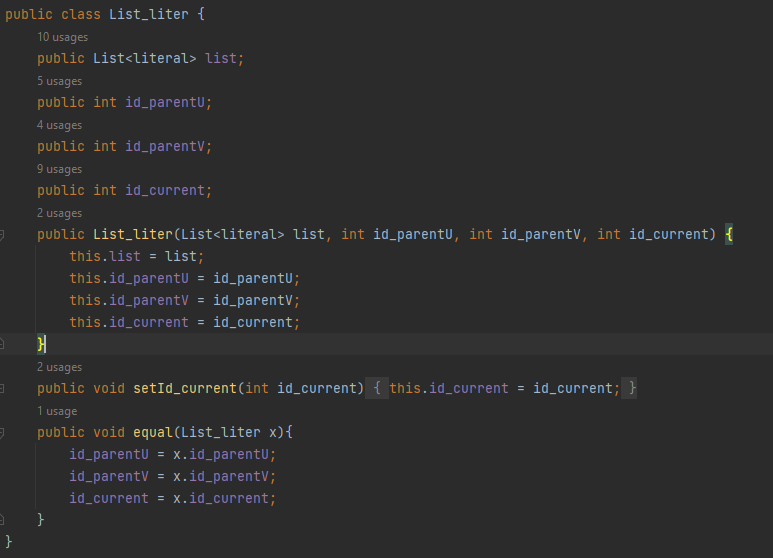 public class List_liter {
10 usages
public List<literal> list;
5 usages
public int id_parentU;
4 usages
public int id_parentV;
9 usages
public int id_current;
2 usages
public List_liter(List<literal> list, int id_parentU, int id_parentV, int id_current) {
this.list = list;
this.id_parentU = id_parentU;
this.id_parentV = id_parentV;
this.id_current = id_current;
}
2 usages
public void setId_current(int id_current) { this.id_current = id_current; }
1 usage
public void equal(List_liter x){
id_parentU = x.id_parentU;
id_parentV = x.id_parentV;
id_current = x.id_current;
}
}